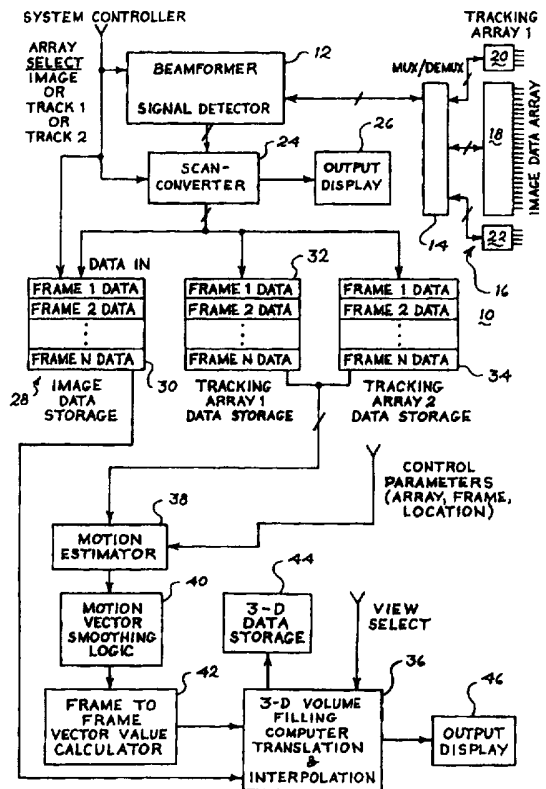 SYSTEM CONTROLLER
ARRAY
SELECT
IMAGE
OR
TRACK 1
OR
TRACK 2
BEAMFORMER
SIGNAL DETECTOR
12
SCAN-
CONVERTER
24
OUTPUT
DISPLAY
26
MUX/DEMUX
14
TRACKING
ARRAY 1
20
18
IMAGE DATA ARRAY
22
16
10
DATA IN
FRAME 1 DATA
FRAME 2 DATA
FRAME N DATA
28
30
IMAGE
DATA
STORAGE
32
FRAME 1 DATA
FRAME 2 DATA
FRAME N DATA
TRACKING
ARRAY 1
DATA STORAGE
FRAME 1 DATA
FRAME 2 DATA
FRAME N DATA
34
TRACKING
ARRAY 2
DATA STORAGE
CONTROL
PARAMETERS
(ARRAY, FRAME,
LOCATION)
38
MOTION
ESTIMATOR
40
MOTION
VECTOR
SMOOTHING
LOGIC
42
FRAME TO
FRAME
VECTOR VALUE
CALCULATOR
44
3-D
DATA
STORAGE
VIEW
SELECT
36
3-D VOLUME
FILLING
COMPUTER
TRANSLATION
&
INTERPOLATION
46
OUTPUT
DISPLAY